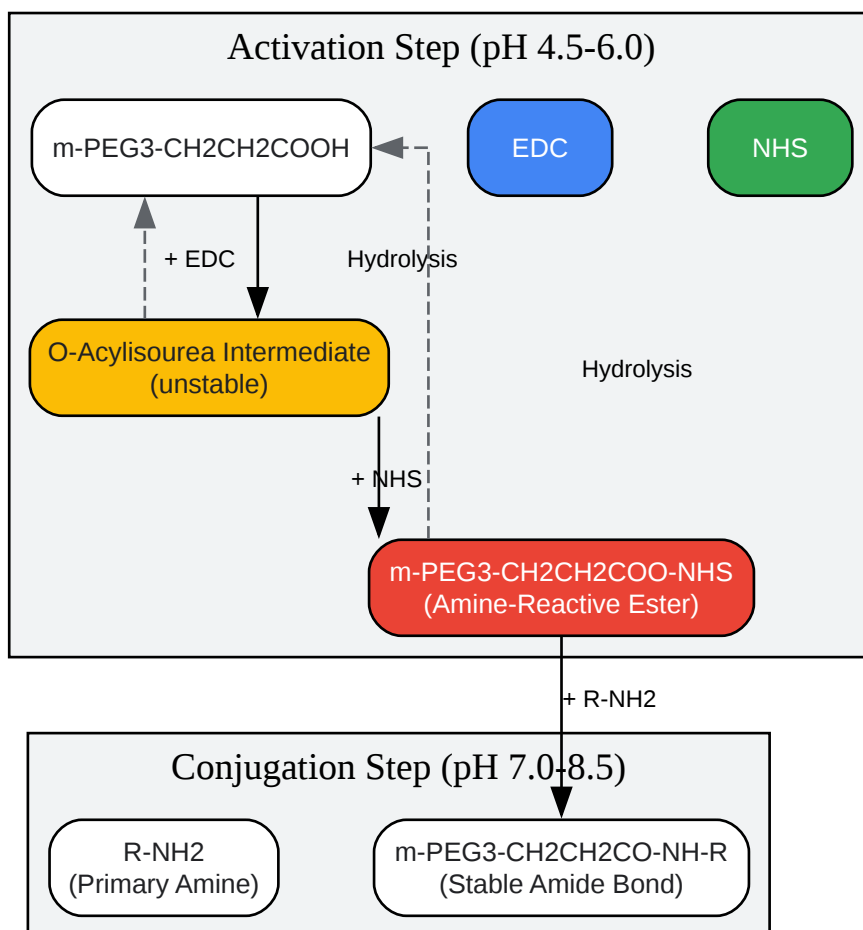 Activation Step (pH 4.5-6.0)
m-PEG3-CH2CH2COOH
EDC
NHS
+ EDC
Hydrolysis
O-Acylisourea Intermediate
(unstable)
Hydrolysis
+ NHS
m-PEG3-CH2CH2COO-NHS
(Amine-Reactive Ester)
+ R-NH2
Conjugation Step (pH 7.0-8.5)
R-NH2
(Primary Amine)
m-PEG3-CH2CH2CO-NH-R
(Stable Amide Bond)